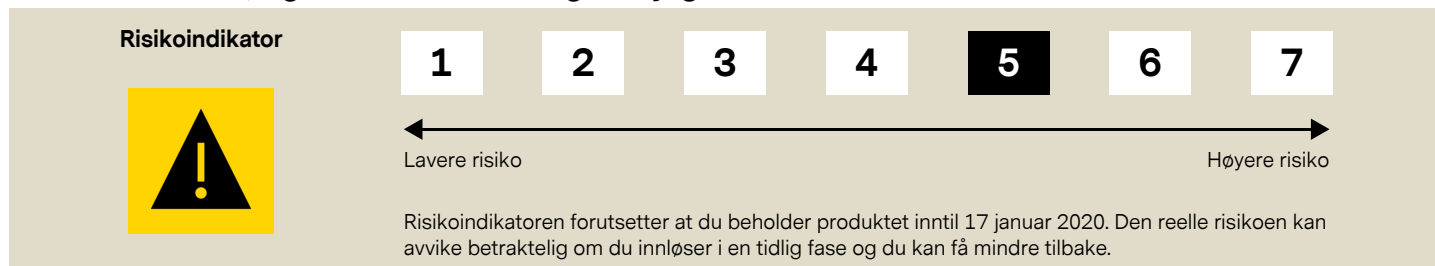 Risikoindikator
1 2 3 4 5 6 7
Lavere risiko Høyere risiko
Risikoindikatoren forutsetter at du beholder produktet inntil 17 januar 2020. Den reelle risikoen kan
avvike betraktelig om du innløser i en tidlig fase og du kan få mindre tilbake.